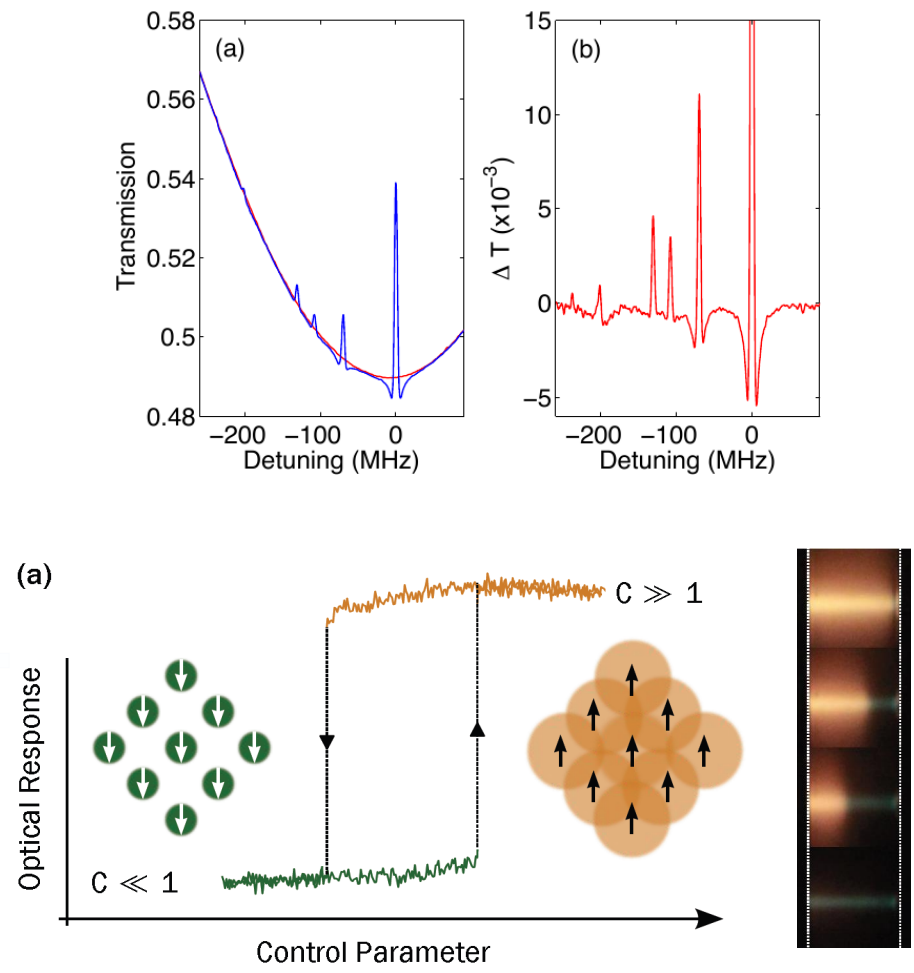 (a)
0.58
0.56
0.54
0.52
0.5
0.48
Transmission
−200 −100 0
Detuning (MHz)
(b)
15
10
5
0
−5
Δ T (x10⁻³)
−200 −100 0
Detuning (MHz)
(a)
C ≫ 1
Optical Response
C ≪ 1
Control Parameter